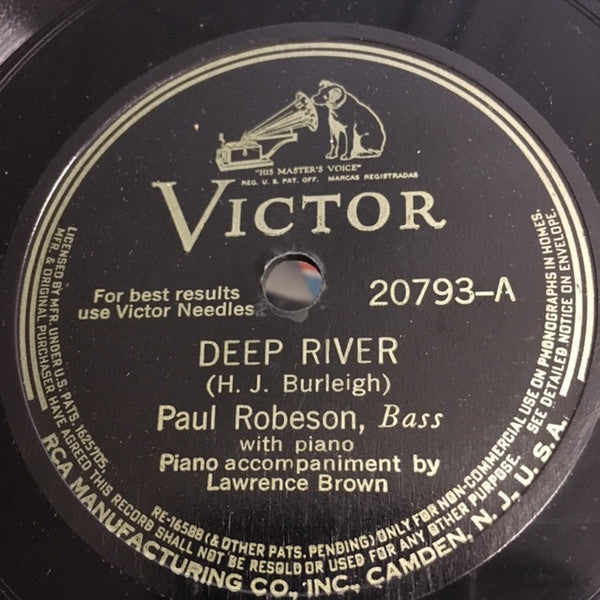 "HIS MASTER'S VOICE"
REG. U. S. PAT. OFF. MARCAS REGISTRADAS
VICTOR
For best results
use Victor Needles
20793-A
DEEP RIVER
(H. J. Burleigh)
Paul Robeson, Bass
with piano
Piano accompaniment by
Lawrence Brown
LICENSED BY MFR. UNDER U.S. PATS. 1625705, RE-16588 (& OTHER PATS. PENDING) ONLY FOR NON-COMMERCIAL USE ON PHONOGRAPHS IN HOMES.
MFR. & ORIGINAL PURCHASER HAVE AGREED THIS RECORD SHALL NOT BE RESOLD OR USED FOR ANY OTHER PURPOSE. SEE DETAILED NOTICE ON ENVELOPE.
RCA MANUFACTURING CO., INC., CAMDEN, N. J., U. S. A.